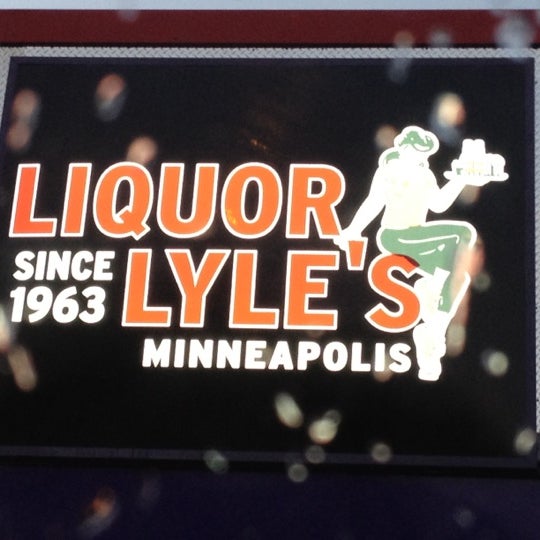 LIQUOR
LYLE'S
SINCE
1963
MINNEAPOLIS